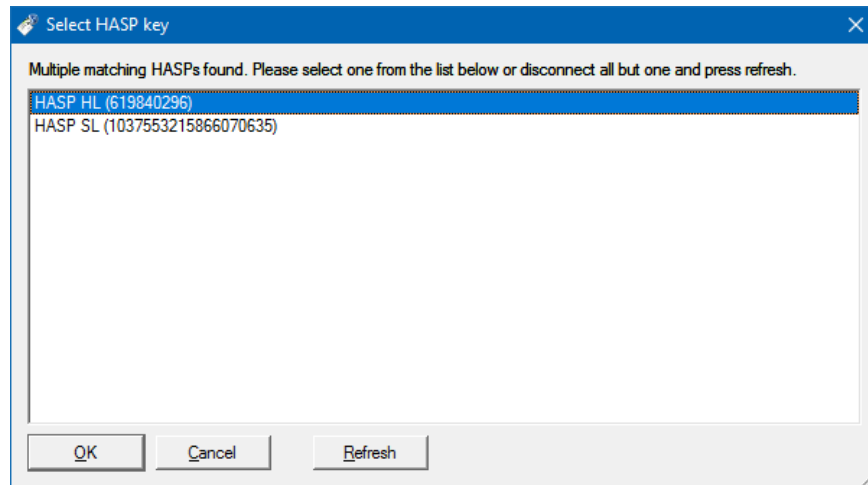 Select HASP key
Multiple matching HASPs found. Please select one from the list below or disconnect all but one and press refresh.
HASP HL (619840296)
HASP SL (1037553215866070635)
OK
Cancel
Refresh